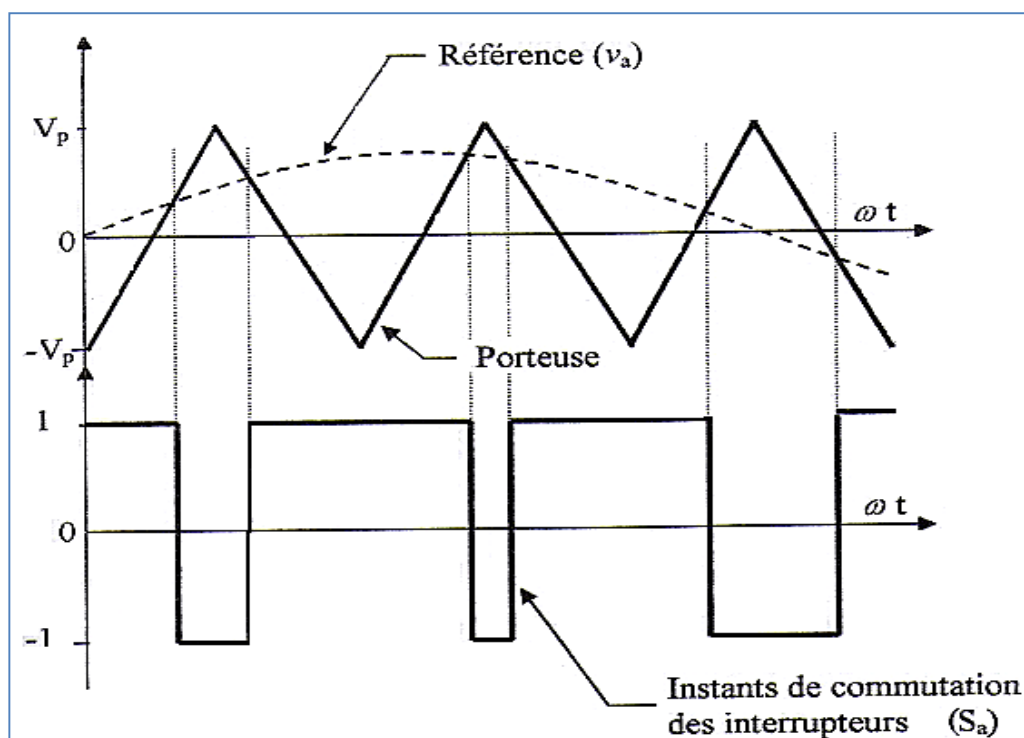 Référence (vₐ)
Vₚ
ω t
0
-Vₚ
Porteuse
1
ω t
0
-1
Instants de commutation
des interrupteurs (Sₐ)